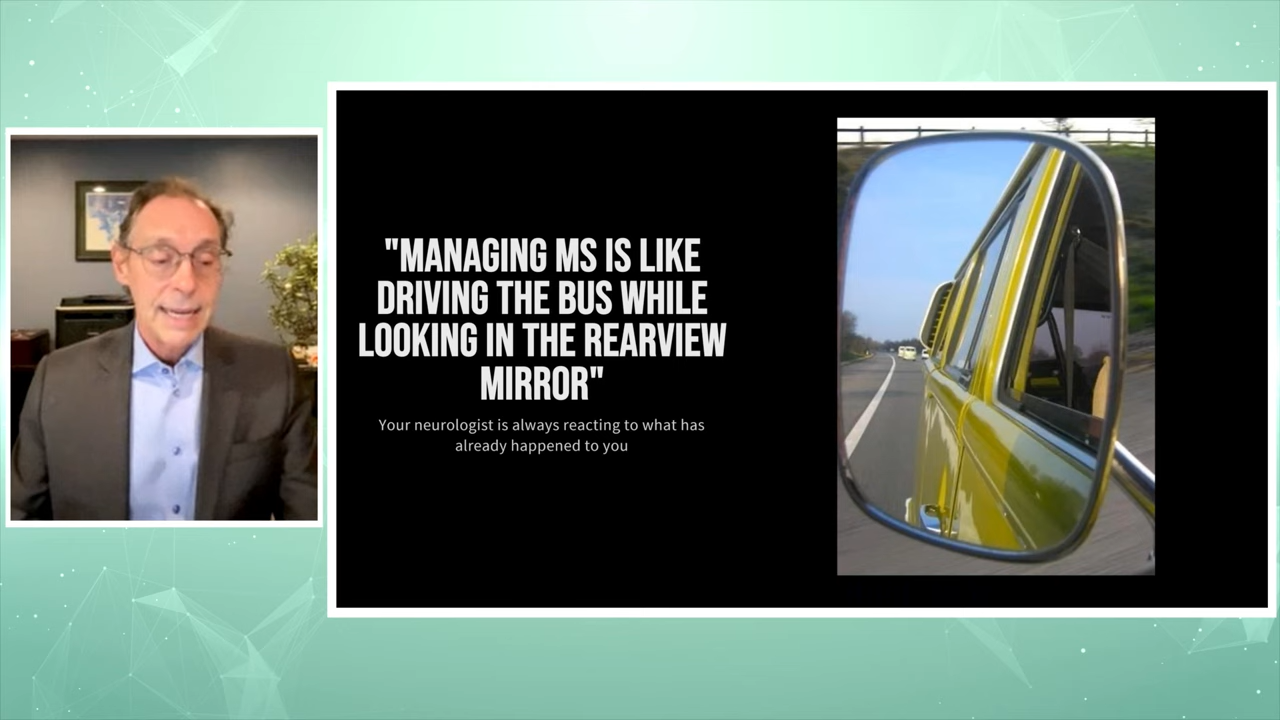 "MANAGING MS IS LIKE
DRIVING THE BUS WHILE
LOOKING IN THE REARVIEW
MIRROR"
Your neurologist is always reacting to what has
already happened to you